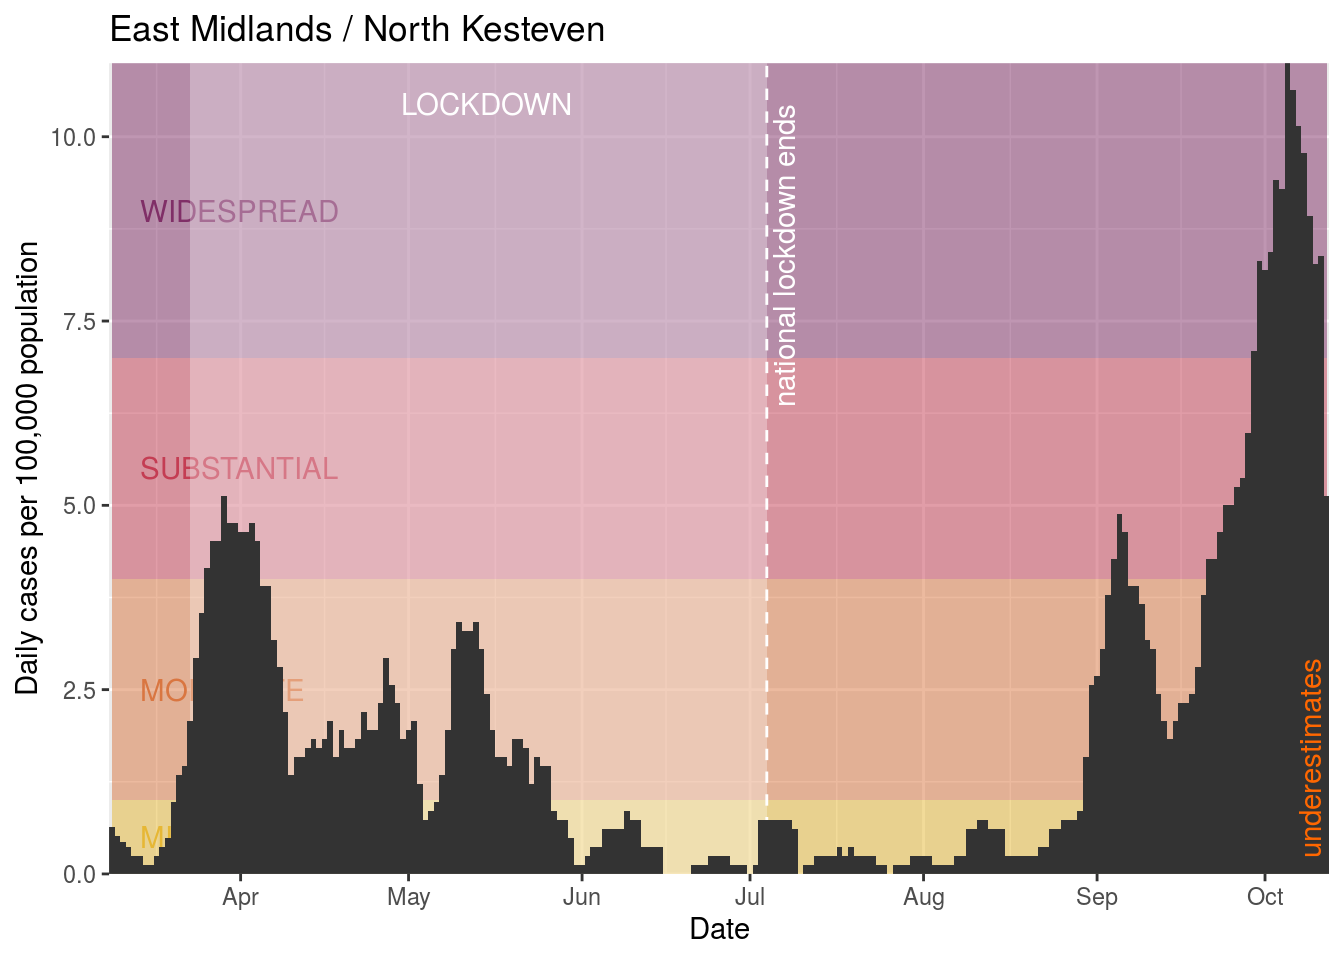 East Midlands / North Kesteven
LOCKDOWN
national lockdown ends
WIDESPREAD
SUBSTANTIAL
underestimates
Daily cases per 100,000 population
10.0
7.5
5.0
2.5
0.0
Apr
May
Jun
Jul
Aug
Sep
Oct
Date